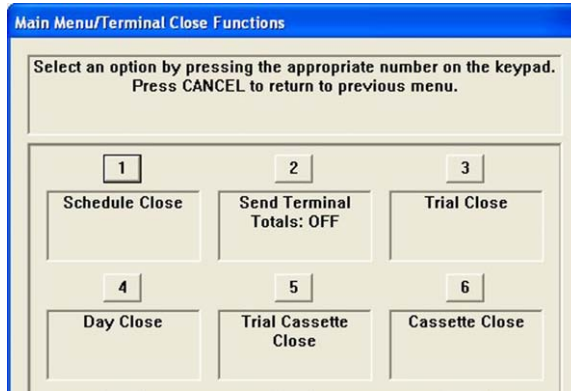 Main Menu/Terminal Close Functions
Select an option by pressing the appropriate number on the keypad.
Press CANCEL to return to previous menu.
1
2
3
Schedule Close
Send Terminal
Totals: OFF
Trial Close
4
5
6
Day Close
Trial Cassette
Close
Cassette Close